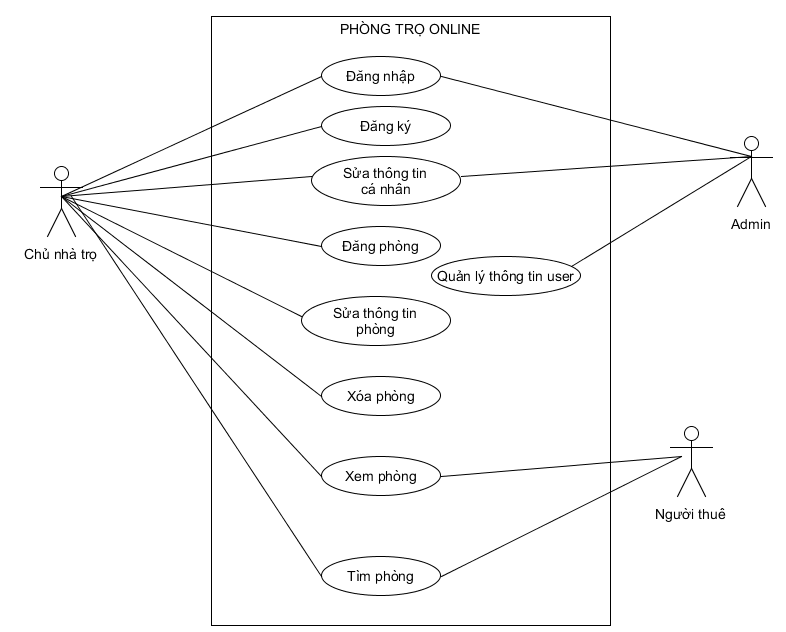 PHÒNG TRỌ ONLINE
Đăng nhập
Đăng ký
Sửa thông tin
cá nhân
Admin
Đăng phòng
Chủ nhà trọ
Quản lý thông tin user
Sửa thông tin
phòng
Xóa phòng
Xem phòng
Người thuê
Tìm phòng